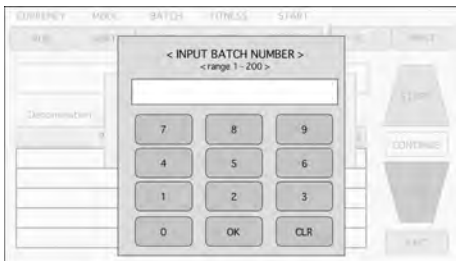 CURRENCY MIXX BATCH FITNESS START
< INPUT BATCH NUMBER >
< range 1 - 200 >
Denomination
7 8 9
4 5 6
CONTINUE
1 2 3
0 OK CLR